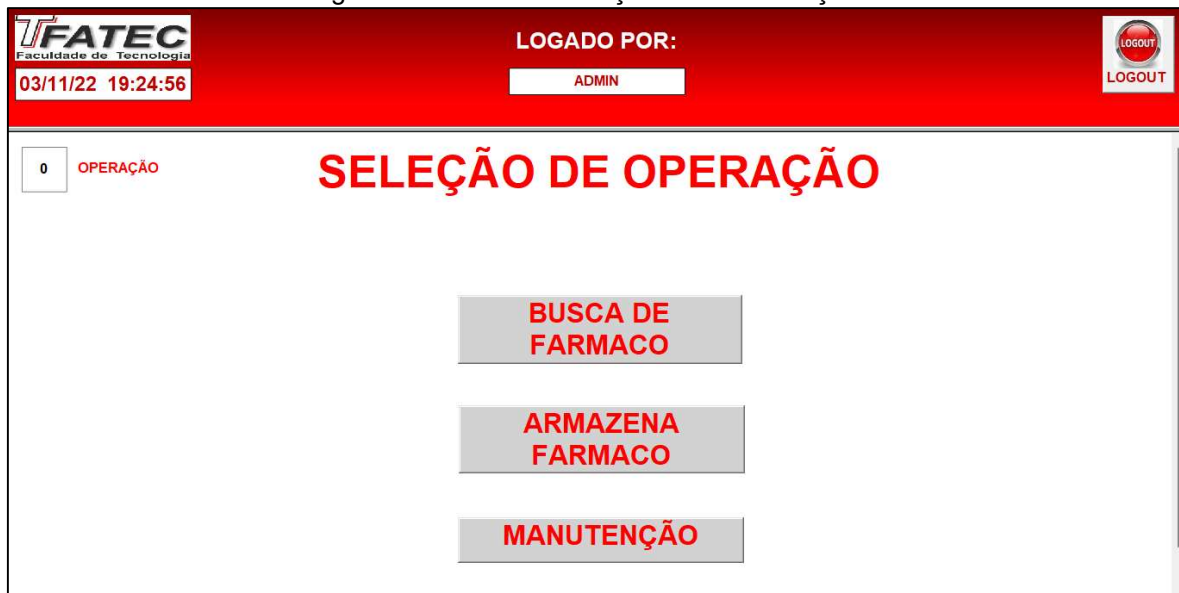 FATEC
Faculdade de Tecnologia
03/11/22 19:24:56
LOGADO POR:
ADMIN
LOGOUT
LOGOUT
0 OPERAÇÃO
SELEÇÃO DE OPERAÇÃO
BUSCA DE
FARMACO
ARMAZENA
FARMACO
MANUTENÇÃO